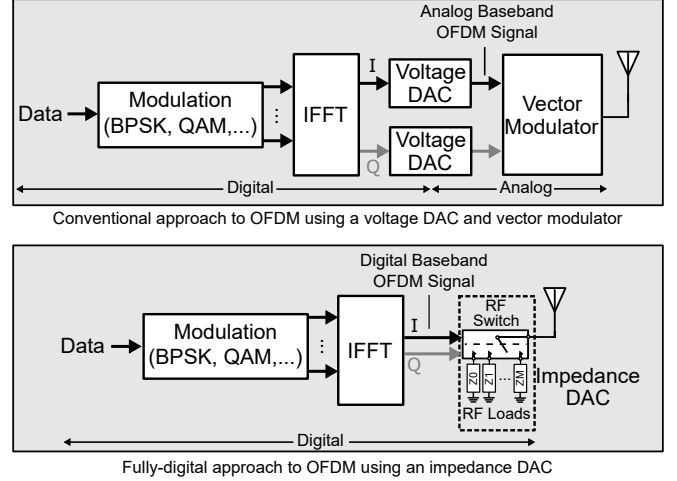 Analog Baseband
OFDM Signal
Data
Modulation
(BPSK, QAM,...)
...
IFFT
I
Q
Voltage
DAC
Voltage
DAC
Vector
Modulator
Digital
Analog
Conventional approach to OFDM using a voltage DAC and vector modulator
Digital Baseband
OFDM Signal
Data
Modulation
(BPSK, QAM,...)
...
IFFT
I
Q
RF
Switch
Z0
Z1
...
ZM
RF Loads
Impedance
DAC
Digital
Fully-digital approach to OFDM using an impedance DAC